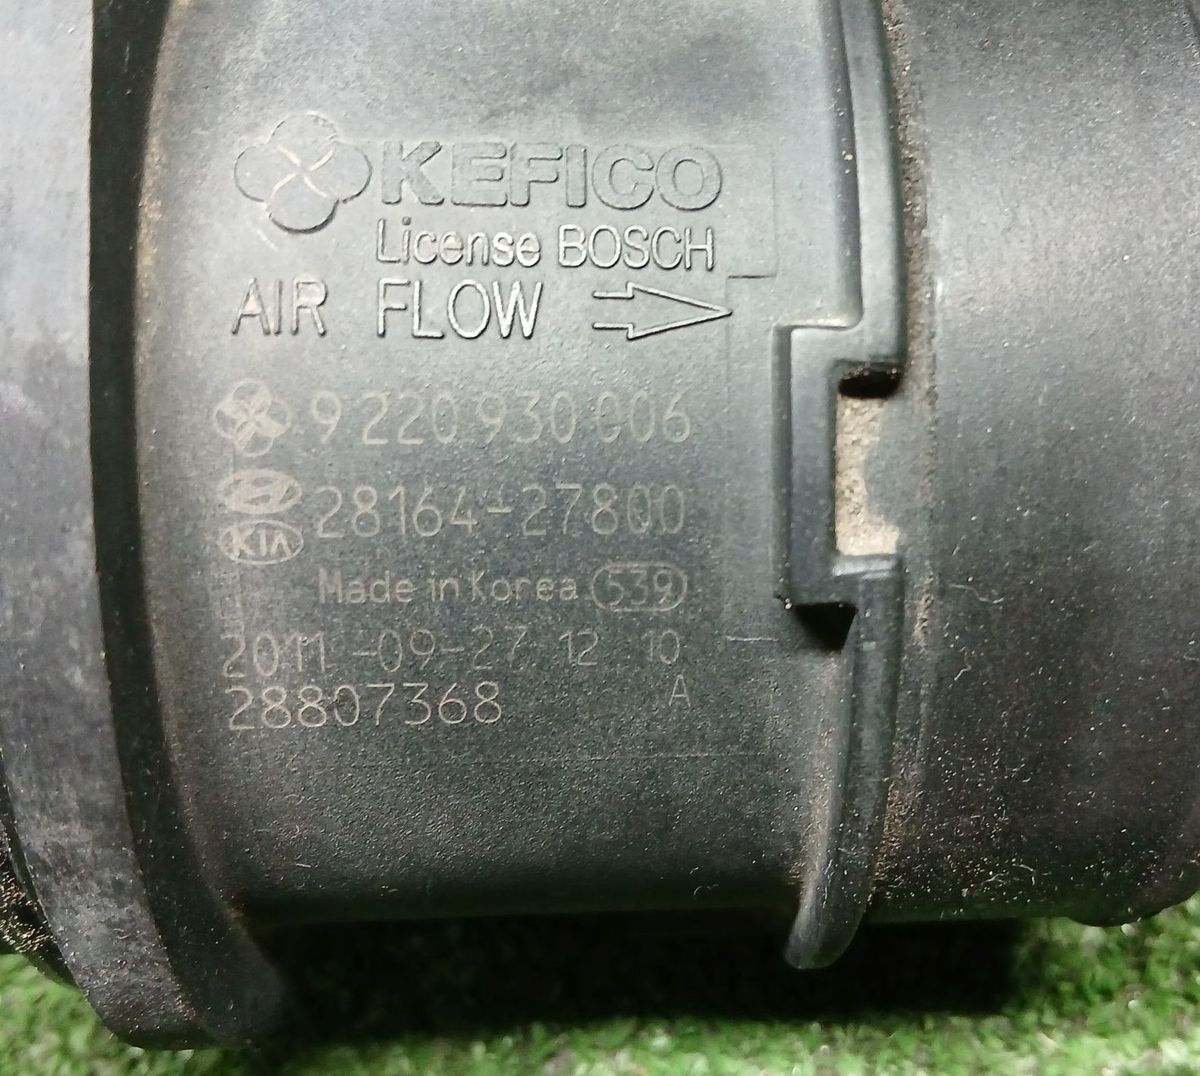 KEFICO
License BOSCH
AIR FLOW
9 220 930 006
28164-27800
KIA
Made in Korea 539
2011-09-27 12 10
28807368 A